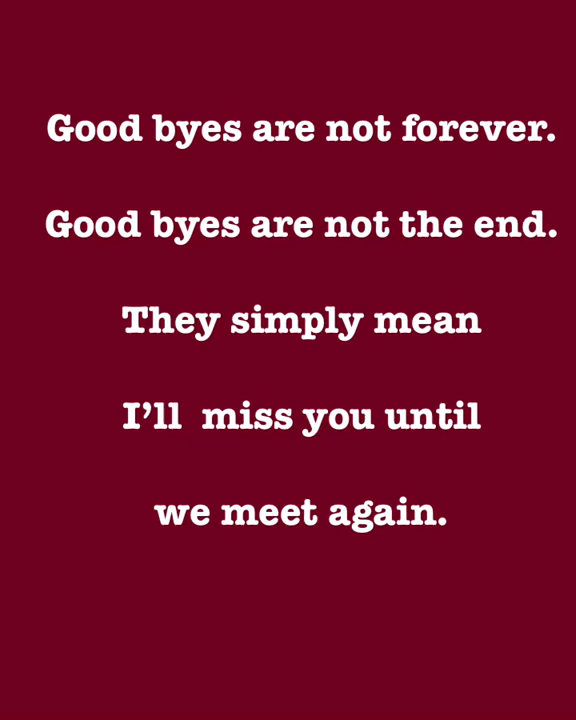 Good byes are not forever.
Good byes are not the end.
They simply mean
I’ll  miss you until
we meet again.